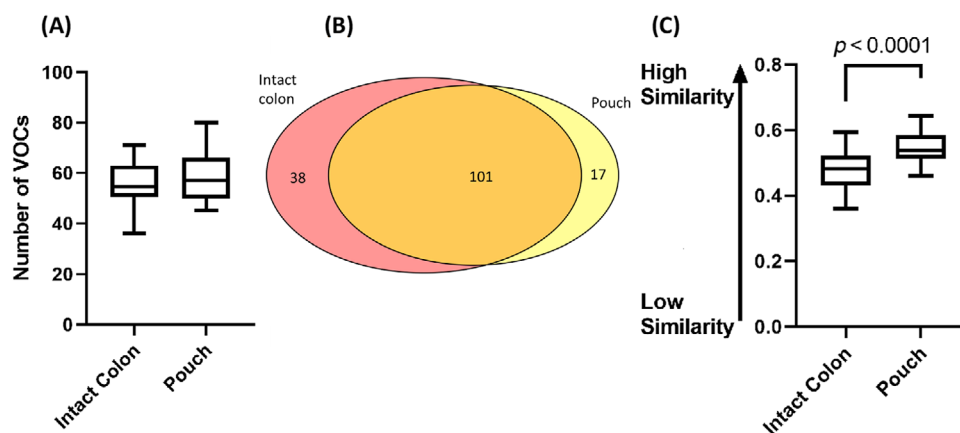 (A)
Number of VOCs
100
80
60
40
20
0
Intact Colon
Pouch
(B)
Intact
colon
Pouch
38
101
17
(C)
High
Similarity
Low
Similarity
p < 0.0001
0.8
0.6
0.4
0.2
0.0
Intact Colon
Pouch